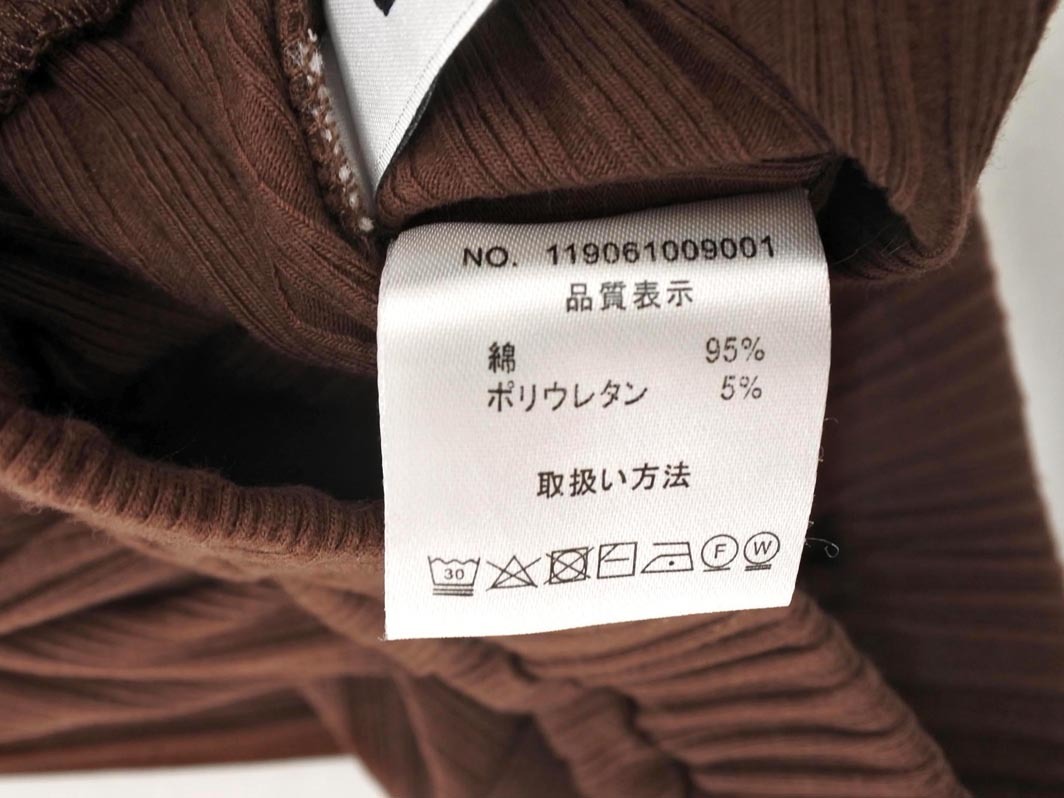 NO. 119061009001
品質表示
綿 95%
ポリウレタン 5%
取扱い方法
30 F W